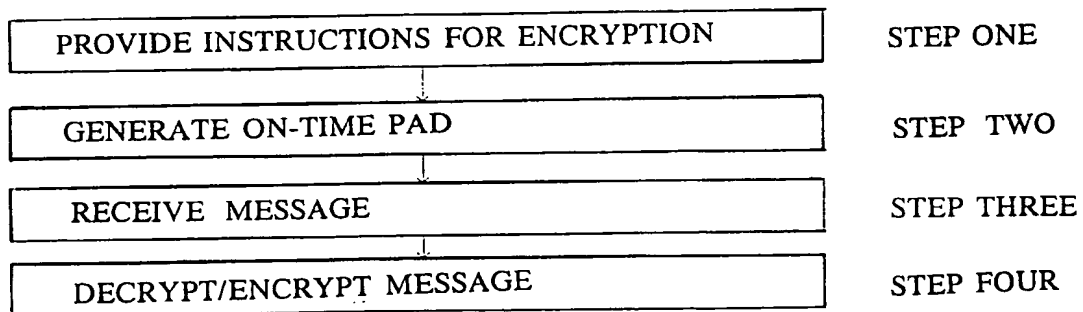 PROVIDE INSTRUCTIONS FOR ENCRYPTION STEP ONE
GENERATE ON-TIME PAD STEP TWO
RECEIVE MESSAGE STEP THREE
DECRYPT/ENCRYPT MESSAGE STEP FOUR